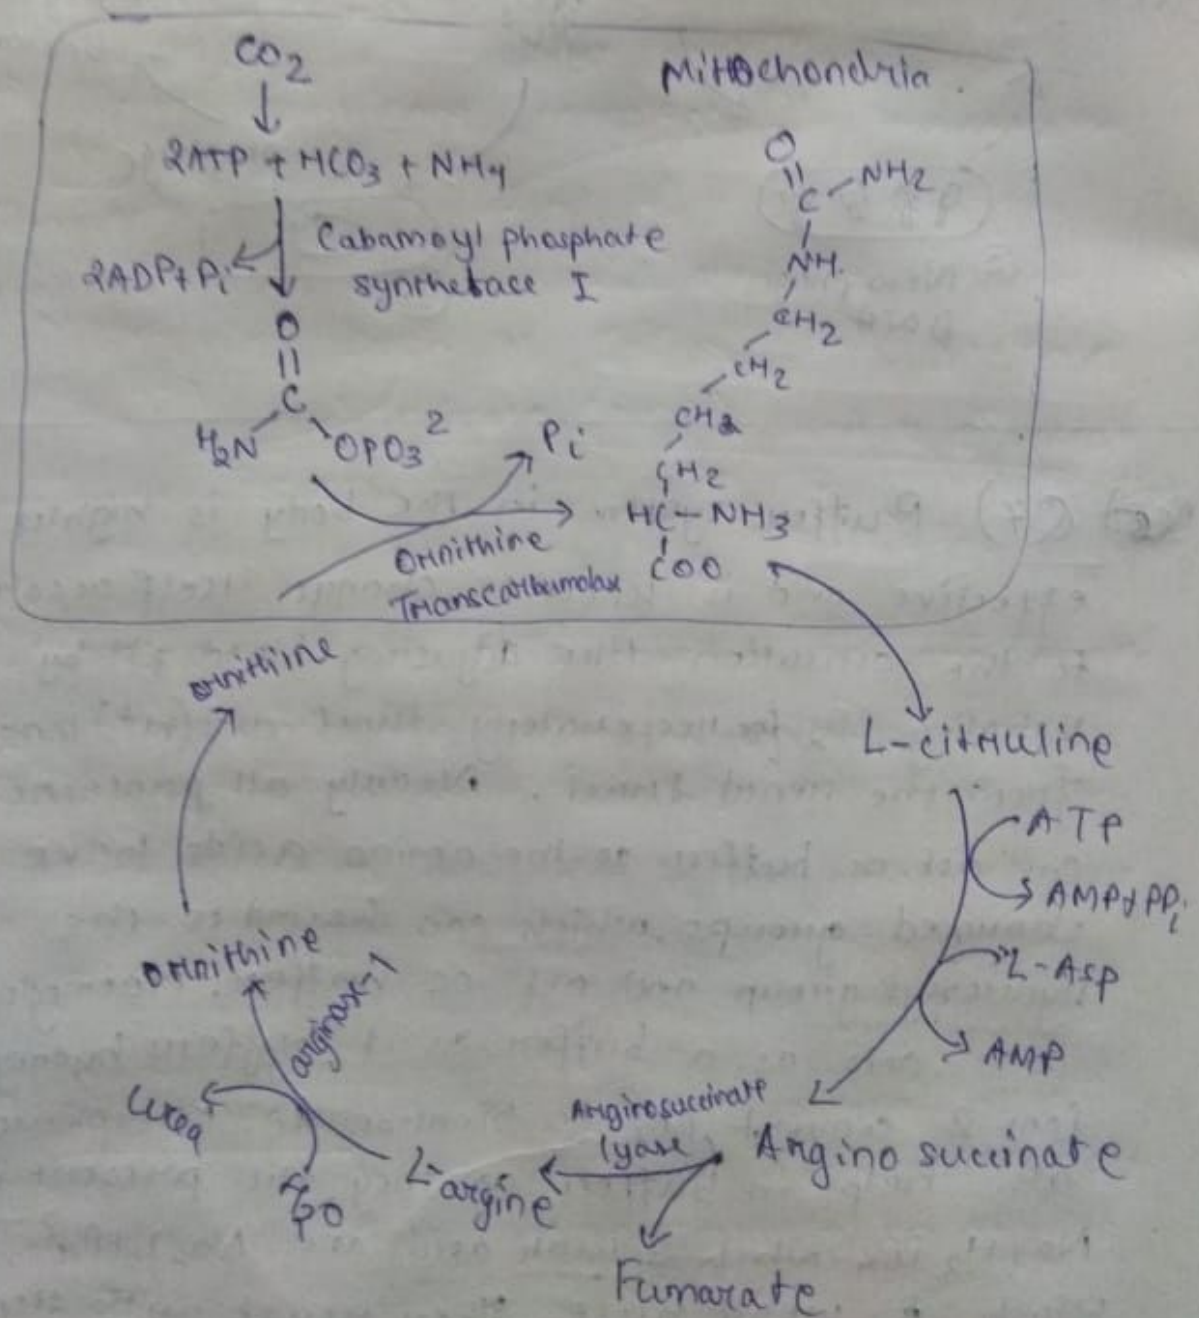 CO2
Mitochondria
2ATP + HCO3 + NH4
Cabamoyl phosphate
2ADP+Pi
synthetace I
O
C
H2N
OPO3 2
Pi
O
C-NH2
NH
CH2
CH2
CH2
CH2
HC-NH3
COO
Ornithine
Transcarbamolase
Ornithine
L-citruline
ATP
AMP+PPi
L-Asp
AMP
Ornithine
arginase-1
Urea
H2O
L-argine
Arginosuccinate
lyase
Argino succinate
Fumarate